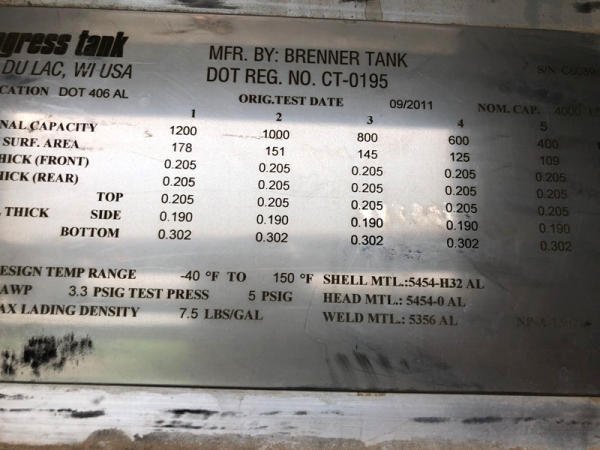 ogress tank
DU LAC, WI USA
MFR. BY: BRENNER TANK
DOT REG. NO. CT-0195
CATION DOT 406 AL
ORIG.TEST DATE 09/2011 NOM. CAP. 4000
1 2 3 4 5
NAL CAPACITY 1200 1000 800 600 400
SURF. AREA 178 151 145 125 109
HICK (FRONT) 0.205 0.205 0.205 0.205 0.205
HICK (REAR) 0.205 0.205 0.205 0.205 0.205
TOP 0.205 0.205 0.205 0.205 0.205
THICK SIDE 0.190 0.190 0.190 0.190 0.190
BOTTOM 0.302 0.302 0.302 0.302 0.302
ESIGN TEMP RANGE -40 °F TO 150 °F SHELL MTL.:5454-H32 AL
AWP 3.3 PSIG TEST PRESS 5 PSIG HEAD MTL.: 5454-0 AL
AX LADING DENSITY 7.5 LBS/GAL WELD MTL.: 5356 AL